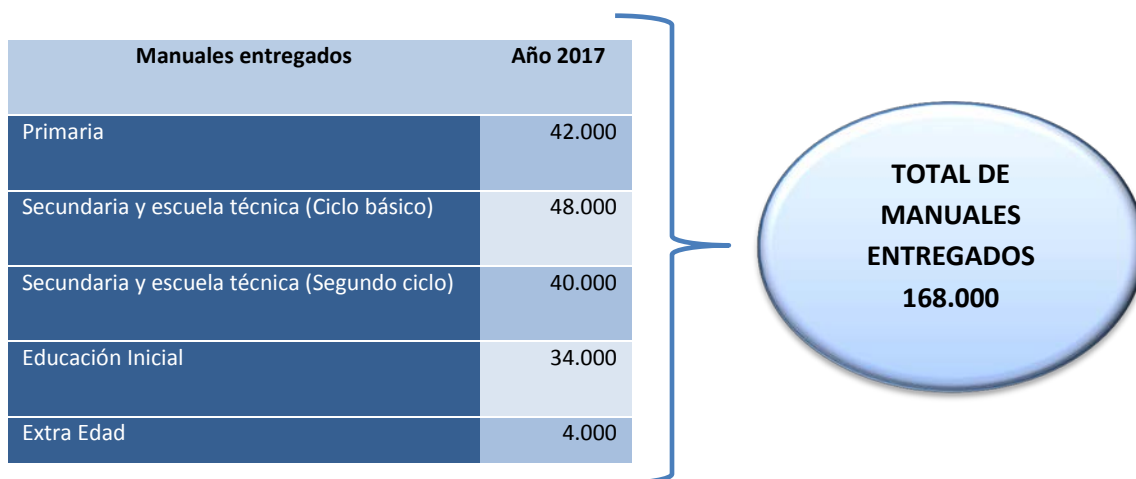 Manuales entregados Año 2017
Primaria 42.000
Secundaria y escuela técnica (Ciclo básico) 48.000
Secundaria y escuela técnica (Segundo ciclo) 40.000
Educación Inicial 34.000
Extra Edad 4.000
TOTAL DE
MANUALES
ENTREGADOS
168.000